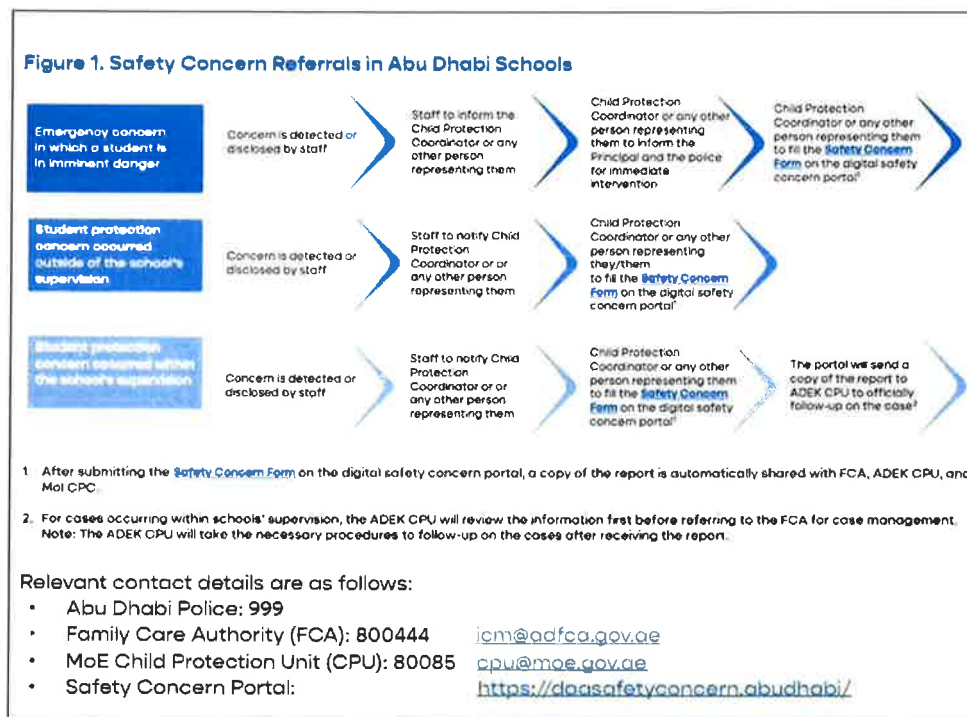 Figure 1. Safety Concern Referrals in Abu Dhabi Schools
Emergency concern
in which a student is
in imminent danger
Concern is detected or
disclosed by staff
Staff to inform the
Child Protection
Coordinator or any
other person
representing them
Child Protection
Coordinator or any other
person representing
them to inform the
Principal and the police
for immediate
intervention
Child Protection
Coordinator or any other
person representing them
to fill the Safety Concern
Form on the digital safety
concern portal¹
Student protection
concern occurred
outside of the school's
supervision
Concern is detected or
disclosed by staff
Staff to notify Child
Protection
Coordinator or or
any other person
representing them
Child Protection
Coordinator or any other
person representing
they/them
to fill the Safety Concern
Form on the digital safety
concern portal¹
Student protection
concern occurred within
the school's supervision
Concern is detected or
disclosed by staff
Staff to notify Child
Protection
Coordinator or or
any other person
representing them
Child Protection
Coordinator or any other
person representing them
to fill the Safety Concern
Form on the digital safety
concern portal¹
The portal we send a
copy of the report to
ADEK CPU to officially
follow-up on the case²
1. After submitting the Safety Concern Form on the digital safety concern portal, a copy of the report is automatically shared with FCA, ADEK CPU, and
MoI CPC.
2. For cases occurring within schools' supervision, the ADEK CPU will review the information first before referring to the FCA for case management.
Note: The ADEK CPU will take the necessary procedures to follow-up on the cases after receiving the report.
Relevant contact details are as follows:
• Abu Dhabi Police: 999
• Family Care Authority (FCA): 800444 icm@adfca.gov.ae
• MoE Child Protection Unit (CPU): 80085 cpu@moe.gov.ae
• Safety Concern Portal: https://doasafetyconcern.abudhabi/